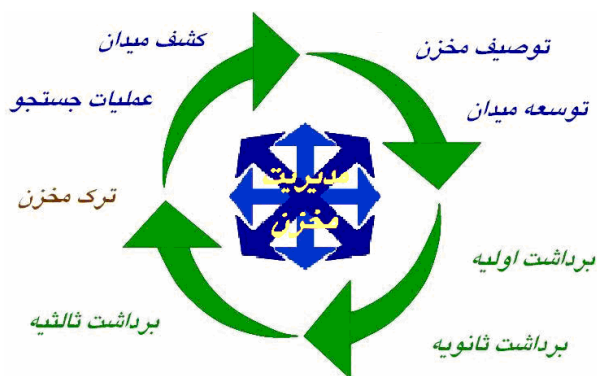 کشف میدان
عملیات جستجو
توصیف مخزن
توسعه میدان
مدیریت
مخزن
ترک مخزن
برداشت اولیه
برداشت ثانویه
برداشت ثالثیه